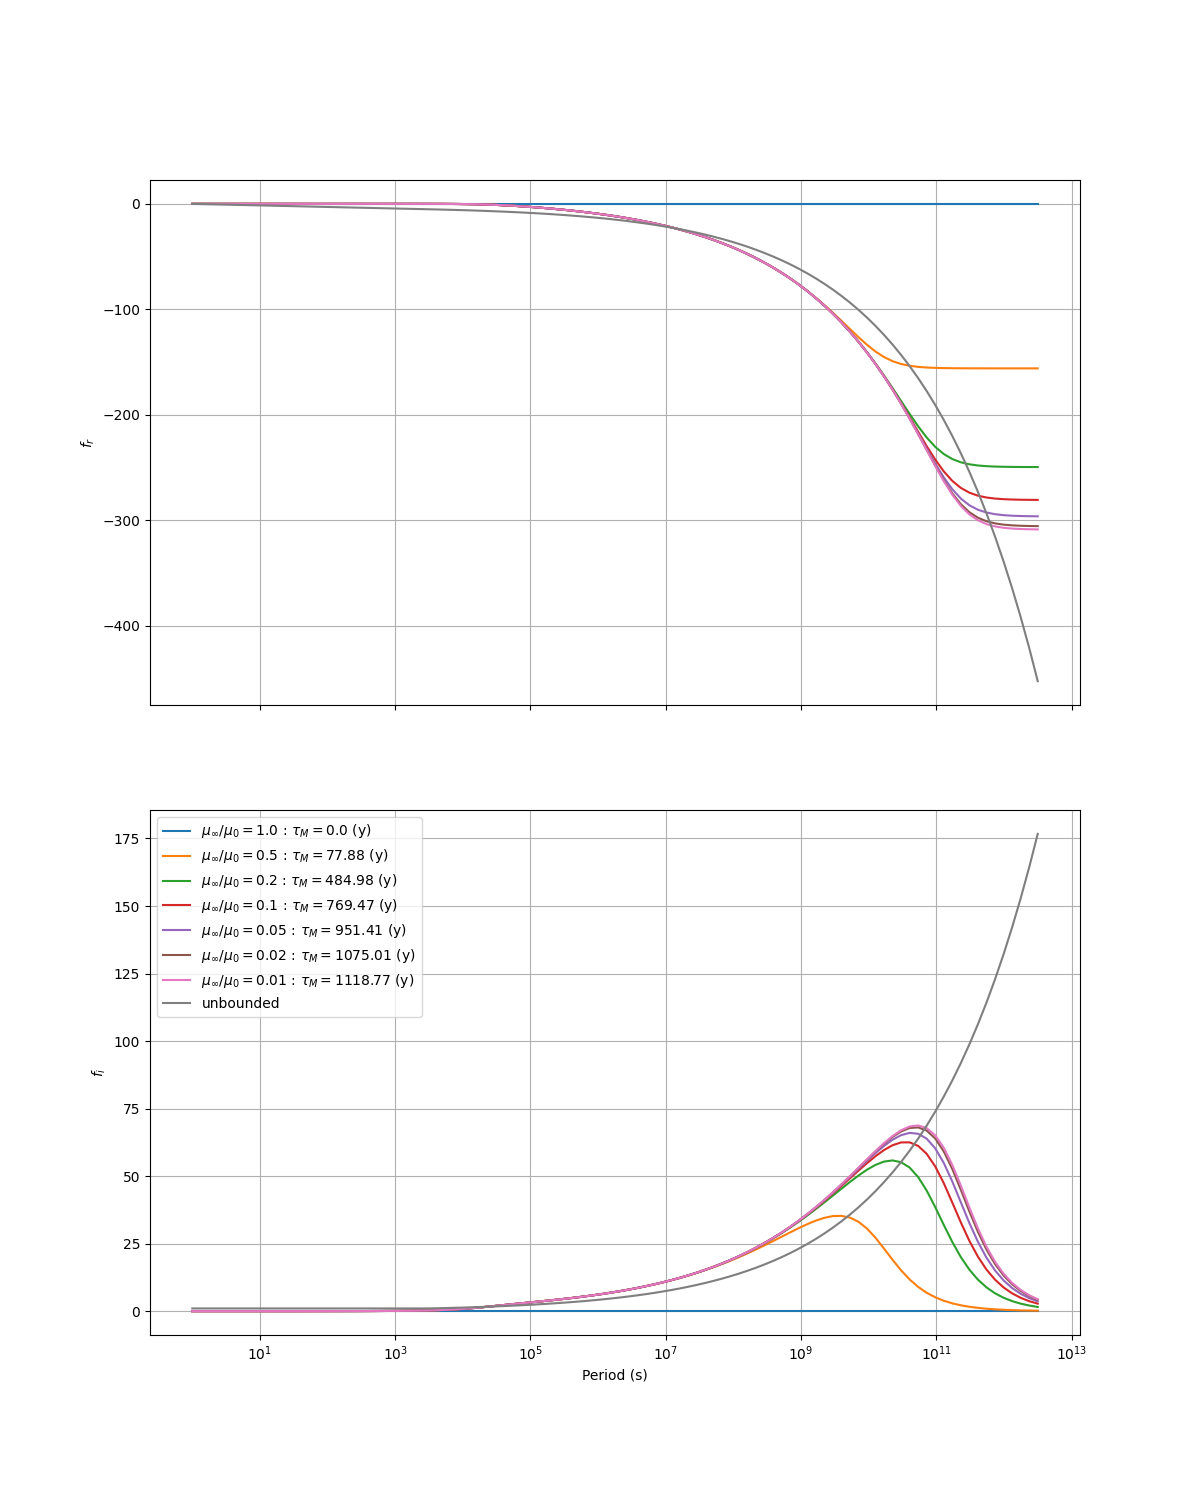 0
−100
−200
−300
−400
f_r
175
150
125
100
75
50
25
0
f_i
μ∞/μ0 = 1.0 : τM = 0.0 (y)
μ∞/μ0 = 0.5 : τM = 77.88 (y)
μ∞/μ0 = 0.2 : τM = 484.98 (y)
μ∞/μ0 = 0.1 : τM = 769.47 (y)
μ∞/μ0 = 0.05 : τM = 951.41 (y)
μ∞/μ0 = 0.02 : τM = 1075.01 (y)
μ∞/μ0 = 0.01 : τM = 1118.77 (y)
unbounded
10^1 10^3 10^5 10^7 10^9 10^11 10^13
Period (s)